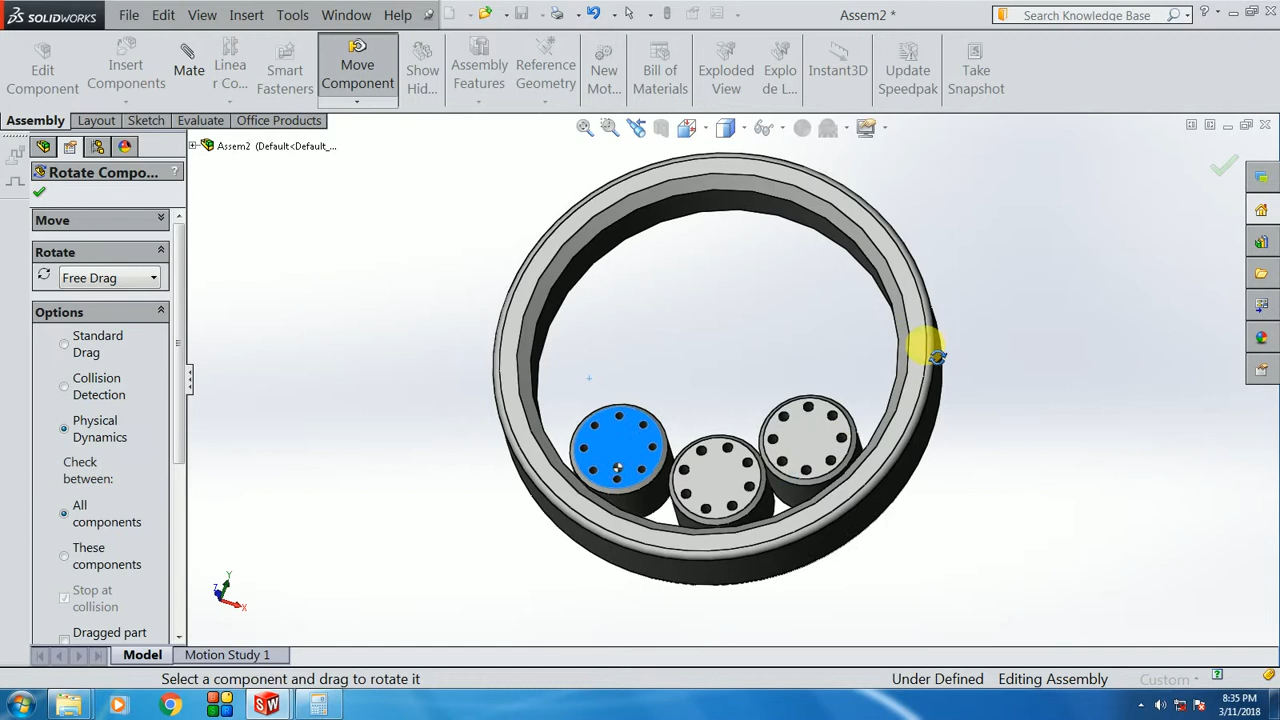 SOLIDWORKS File Edit View Insert Tools Window Help Assem2 * Search Knowledge Base
Edit Component
Insert Components
Mate
Linea r Co...
Smart Fasteners
Move Component
Show Hid...
Assembly Features
Reference Geometry
New Mot...
Bill of Materials
Exploded View
Explo de L...
Instant3D
Update Speedpak
Take Snapshot
Assembly Layout Sketch Evaluate Office Products
Assem2 (Default<Default_...
Rotate Compo... ?
Move
Rotate
Free Drag
Options
Standard
Drag
Collision
Detection
Physical
Dynamics
Check
between:
All
components
These
components
Stop at
collision
Dragged part
Y
Z
X
Model Motion Study 1
Select a component and drag to rotate it Under Defined Editing Assembly Custom
SW
8:35 PM
3/11/2018